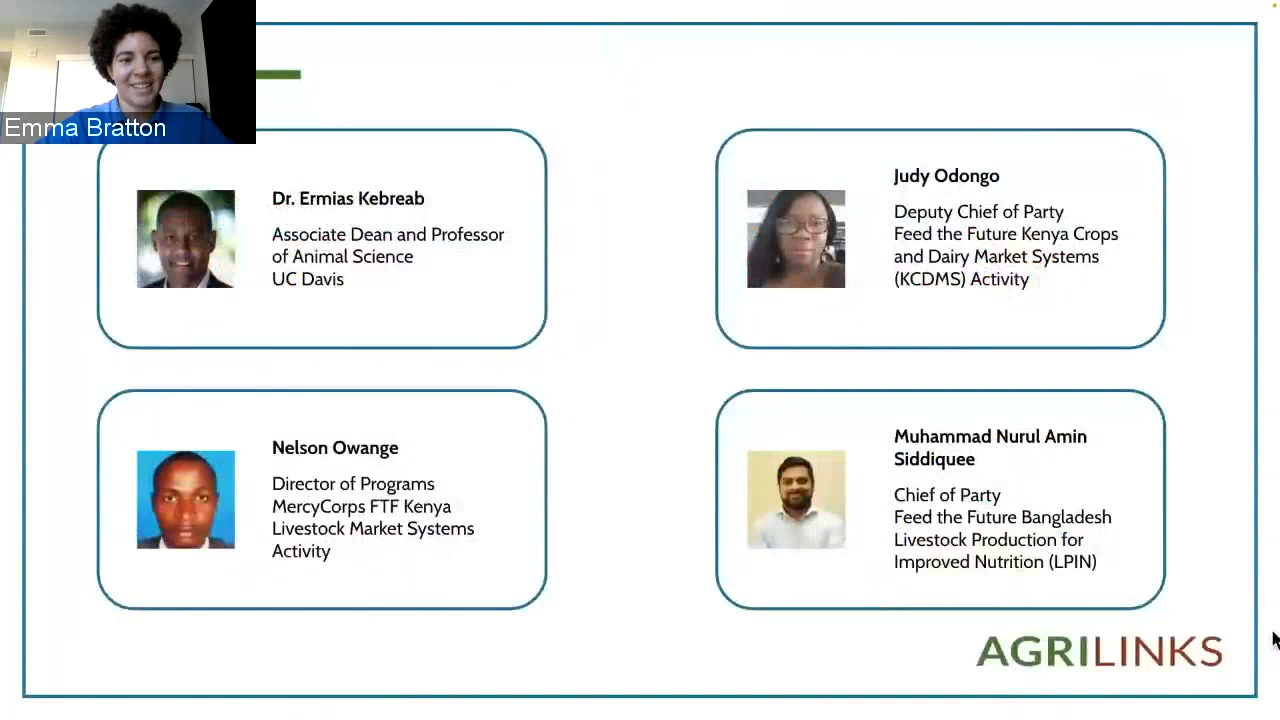 Emma Bratton
Dr. Ermias Kebreab
Associate Dean and Professor
of Animal Science
UC Davis
Judy Odongo
Deputy Chief of Party
Feed the Future Kenya Crops
and Dairy Market Systems
(KCDMS) Activity
Nelson Owange
Director of Programs
MercyCorps FTF Kenya
Livestock Market Systems
Activity
Muhammad Nurul Amin
Siddiquee
Chief of Party
Feed the Future Bangladesh
Livestock Production for
Improved Nutrition (LPIN)
AGRILINKS